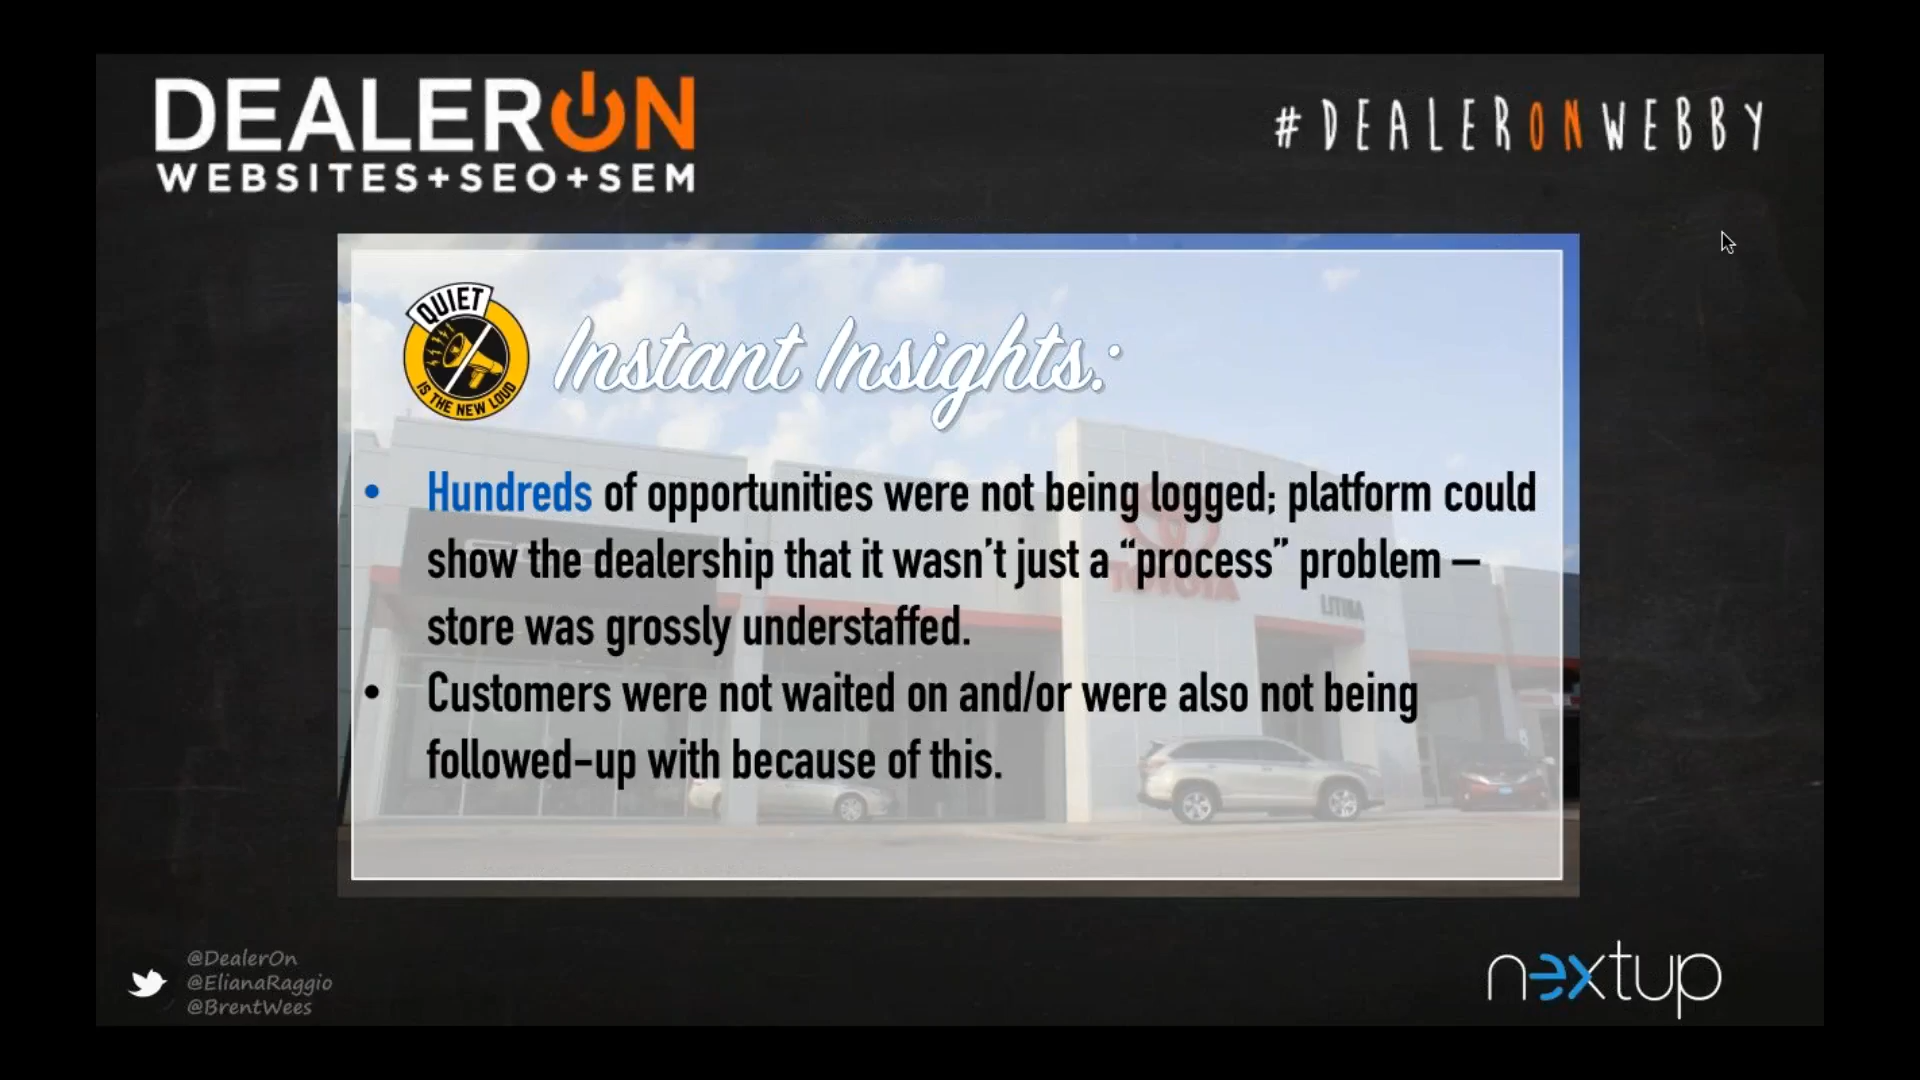 DEALERON
WEBSITES+SEO+SEM
#DEALERONWEBBY
QUIET
IS THE NEW LOUD
Instant Insights:
• Hundreds of opportunities were not being logged; platform could
show the dealership that it wasn't just a “process” problem –
store was grossly understaffed.
• Customers were not waited on and/or were also not being
followed-up with because of this.
TOYOTA
LITHIA
@DealerOn
@ElianaRaggio
@BrentWees
nextup